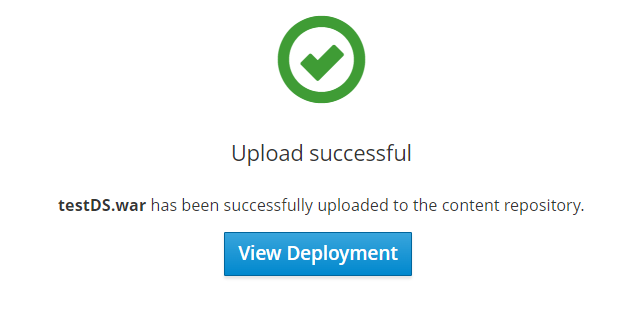 Upload successful
testDS.war has been successfully uploaded to the content repository.
View Deployment